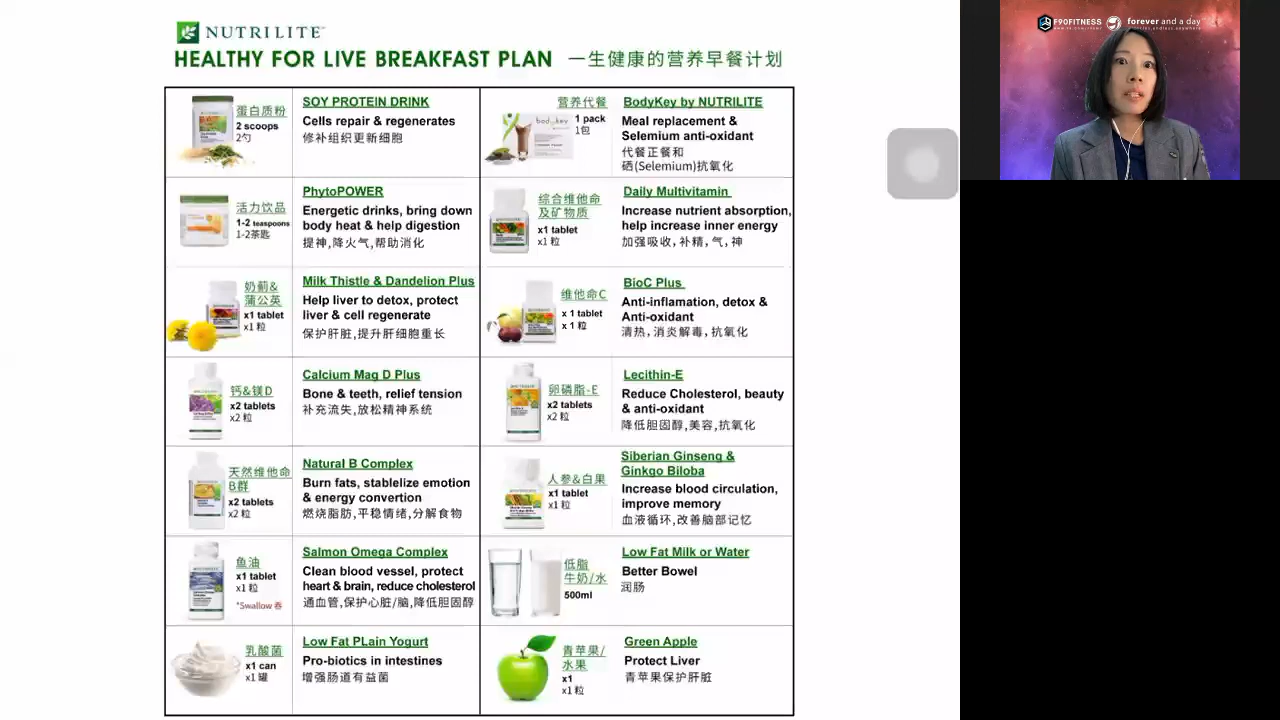 NUTRILITE™
HEALTHY FOR LIVE BREAKFAST PLAN 一生健康的营养早餐计划
蛋白质粉
2 scoops
2勺
SOY PROTEIN DRINK
Cells repair & regenerates
修补组织更新细胞
营养代餐
1 pack
1包
BodyKey by NUTRILITE
Meal replacement &
Selemium anti-oxidant
代餐正餐和
硒(Selemium)抗氧化
活力饮品
1-2 teaspoons
1-2茶匙
PhytoPOWER
Energetic drinks, bring down
body heat & help digestion
提神,降火气,帮助消化
综合维他命
及矿物质
x1 tablet
x1 粒
Daily Multivitamin
Increase nutrient absorption,
help increase inner energy
加强吸收，补精，气，神
奶蓟&
蒲公英
x1 tablet
x1 粒
Milk Thistle & Dandelion Plus
Help liver to detox, protect
liver & cell regenerate
保护肝脏,提升肝细胞重长
维他命C
x 1 tablet
x 1 粒
BioC Plus
Anti-inflamation, detox &
Anti-oxidant
清热，消炎解毒，抗氧化
钙&镁D
x2 tablets
x2 粒
Calcium Mag D Plus
Bone & teeth, relief tension
补充流失,放松精神系统
卵磷脂-E
x2 tablets
x2 粒
Lecithin-E
Reduce Cholesterol, beauty
& anti-oxidant
降低胆固醇,美容,抗氧化
天然维他命
B群
x2 tablets
x2 粒
Natural B Complex
Burn fats, stablelize emotion
& energy convertion
燃烧脂肪,平稳情绪,分解食物
人参&白果
x1 tablet
x1 粒
Siberian Ginseng &
Ginkgo Biloba
Increase blood circulation,
improve memory
血液循环,改善脑部记忆
鱼油
x1 tablet
x1 粒
*Swallow 吞
Salmon Omega Complex
Clean blood vessel, protect
heart & brain, reduce cholesterol
通血管,保护心脏/脑,降低胆固醇
低脂
牛奶/水
500ml
Low Fat Milk or Water
Better Bowel
润肠
乳酸菌
x1 can
x1 罐
Low Fat PLain Yogurt
Pro-biotics in intestines
增强肠道有益菌
青苹果/
水果
x1
x1 粒
Green Apple
Protect Liver
青苹果保护肝脏
F90FITNESS
forever and a day